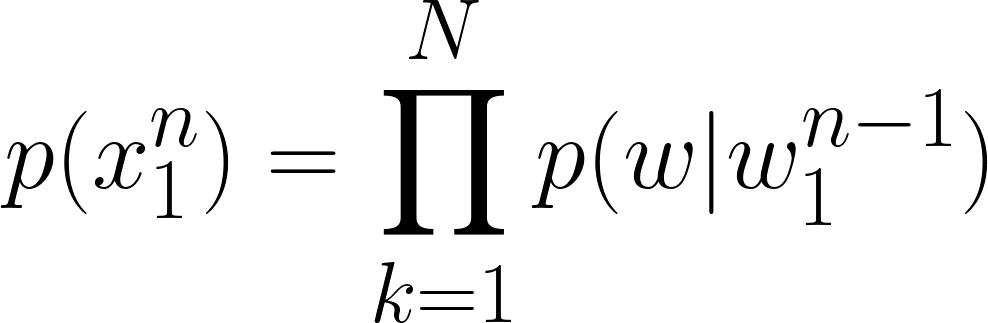 p(x_1^n) = \prod_{k=1}^{N} p(w|w_1^{n-1})